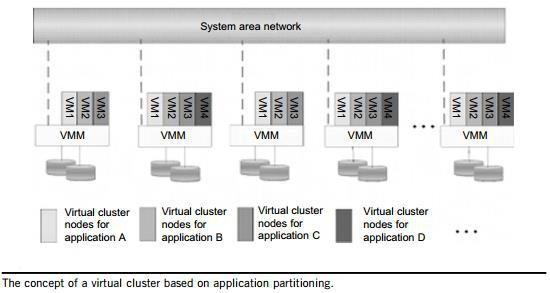 System area network
VM1 VM2 VM3
VM1 VM2 VM3 VM4
VM1 VM2 VM3
VM1 VM2 VM3 VM4
VM1 VM2 VM3 VM4
VMM
VMM
VMM
VMM
...
VMM
Virtual cluster
nodes for
application A
Virtual cluster
nodes for
application B
Virtual cluster
nodes for
application C
Virtual cluster
nodes for
application D
...
The concept of a virtual cluster based on application partitioning.